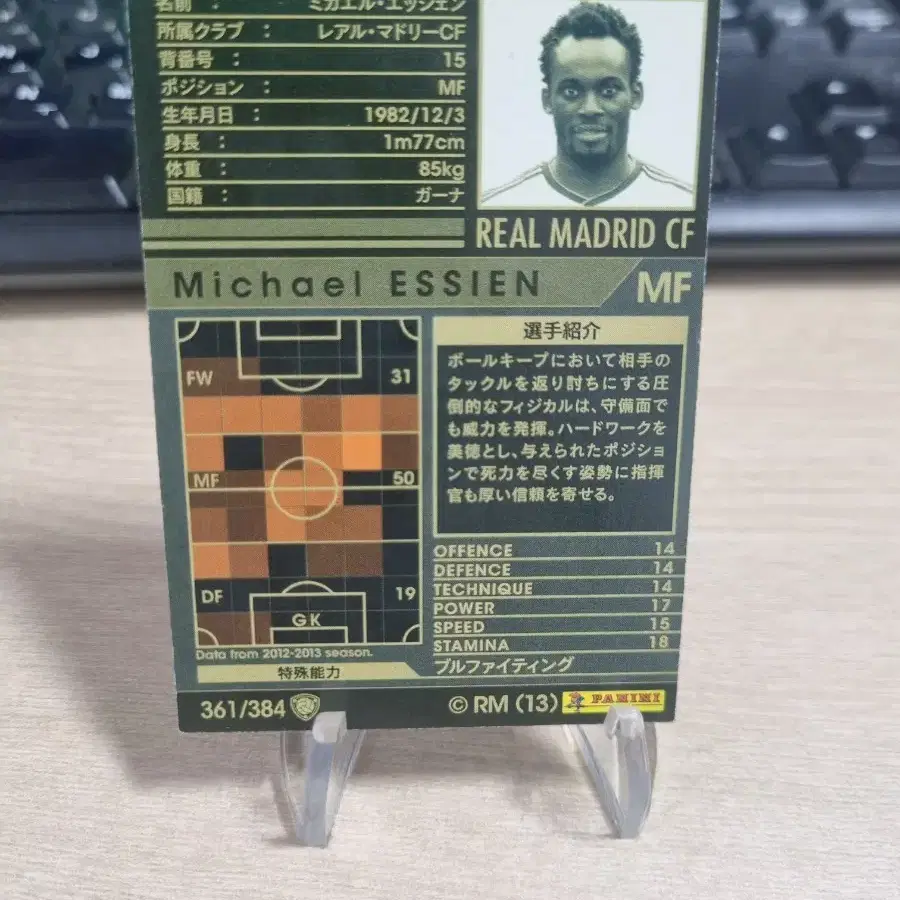 名前 : ミカエル・エッシェン
所属クラブ : レアル・マドリーCF
背番号 : 15
ポジション : MF
生年月日 : 1982/12/3
身長 : 1m77cm
体重 : 85kg
国籍 : ガーナ
REAL MADRID CF
Michael ESSIEN MF
FW 31
MF 50
DF 19
GK
Data from 2012-2013 season.
選手紹介
ボールキープにおいて相手の
タックルを返り討ちにする圧
倒的なフィジカルは、守備面で
も威力を発揮。ハードワークを
美徳とし、与えられたポジショ
ンで死力を尽くす姿勢に指揮
官も厚い信頼を寄せる。
OFFENCE 14
DEFENCE 14
TECHNIQUE 14
POWER 17
SPEED 15
STAMINA 18
特殊能力 ブルファイティング
361/384 © RM (13) PANINI